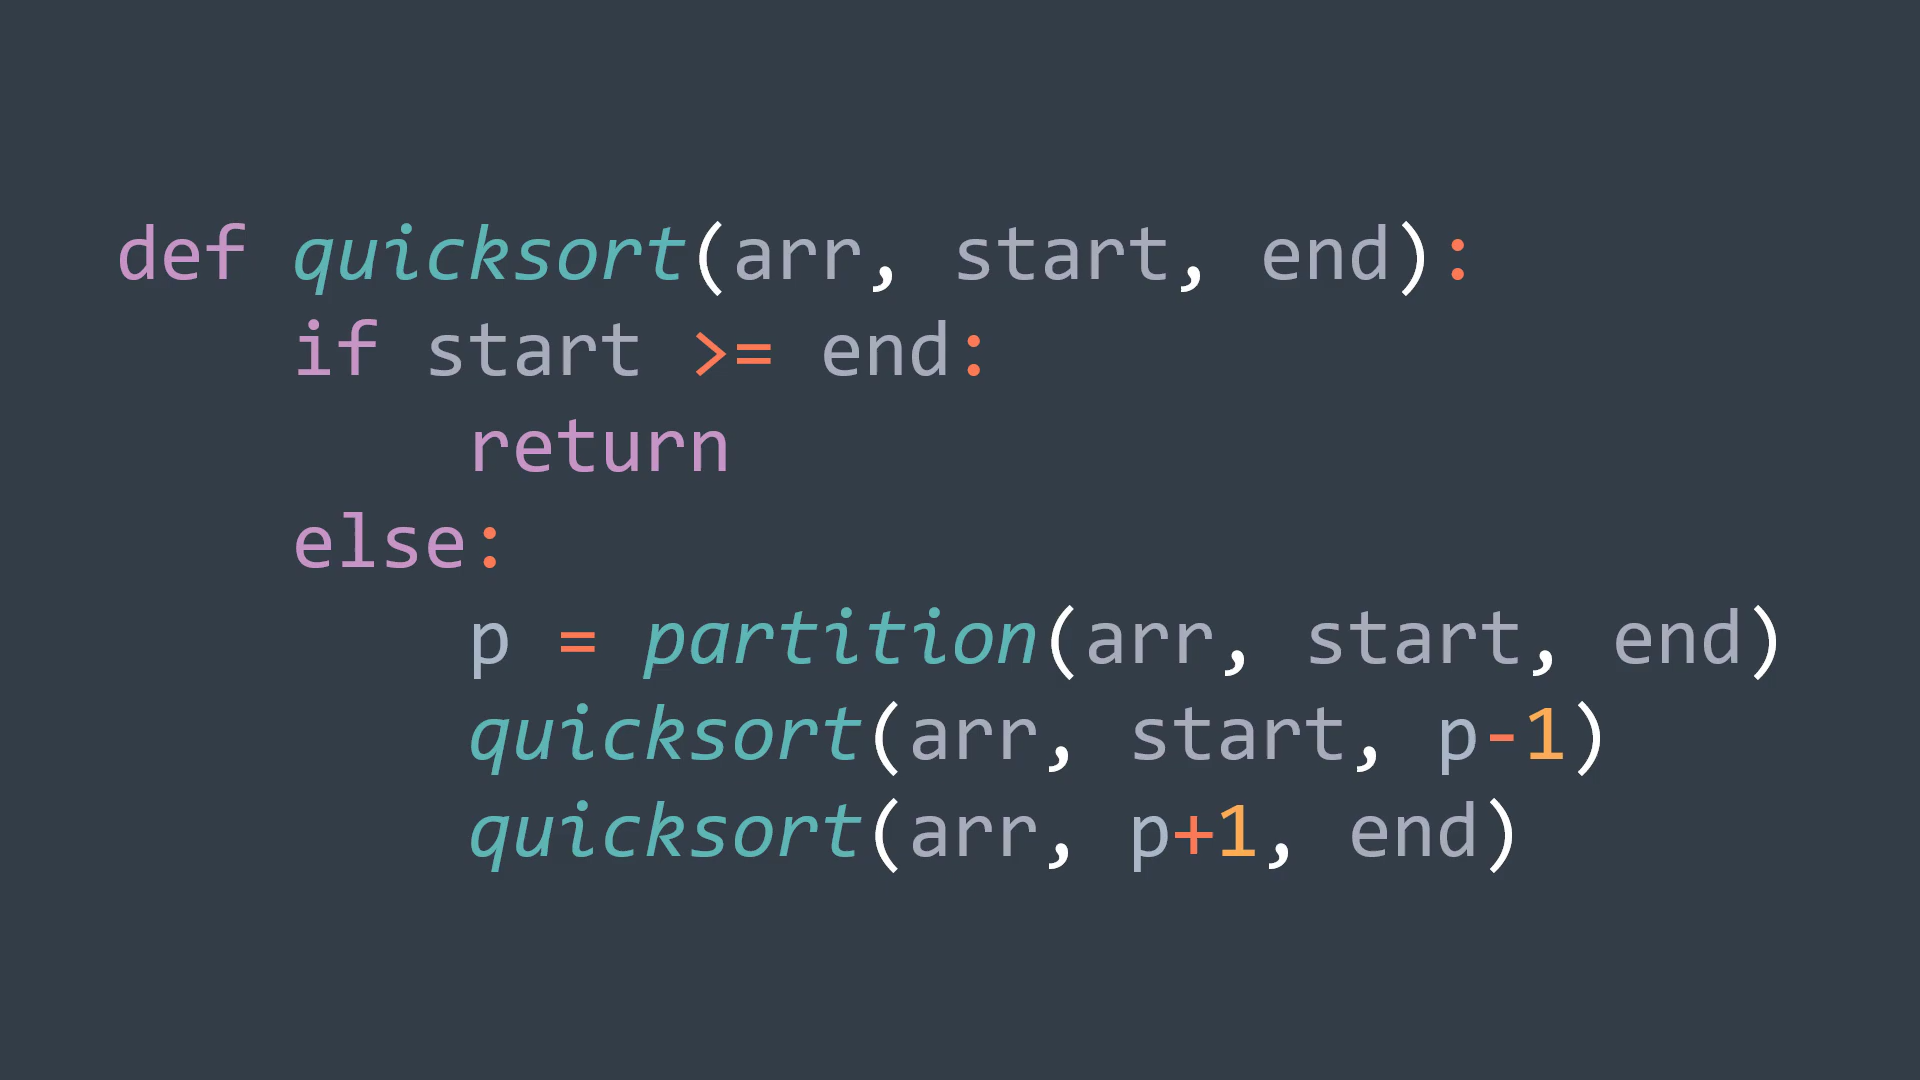 def quicksort(arr, start, end):
    if start >= end:
        return
    else:
        p = partition(arr, start, end)
        quicksort(arr, start, p-1)
        quicksort(arr, p+1, end)